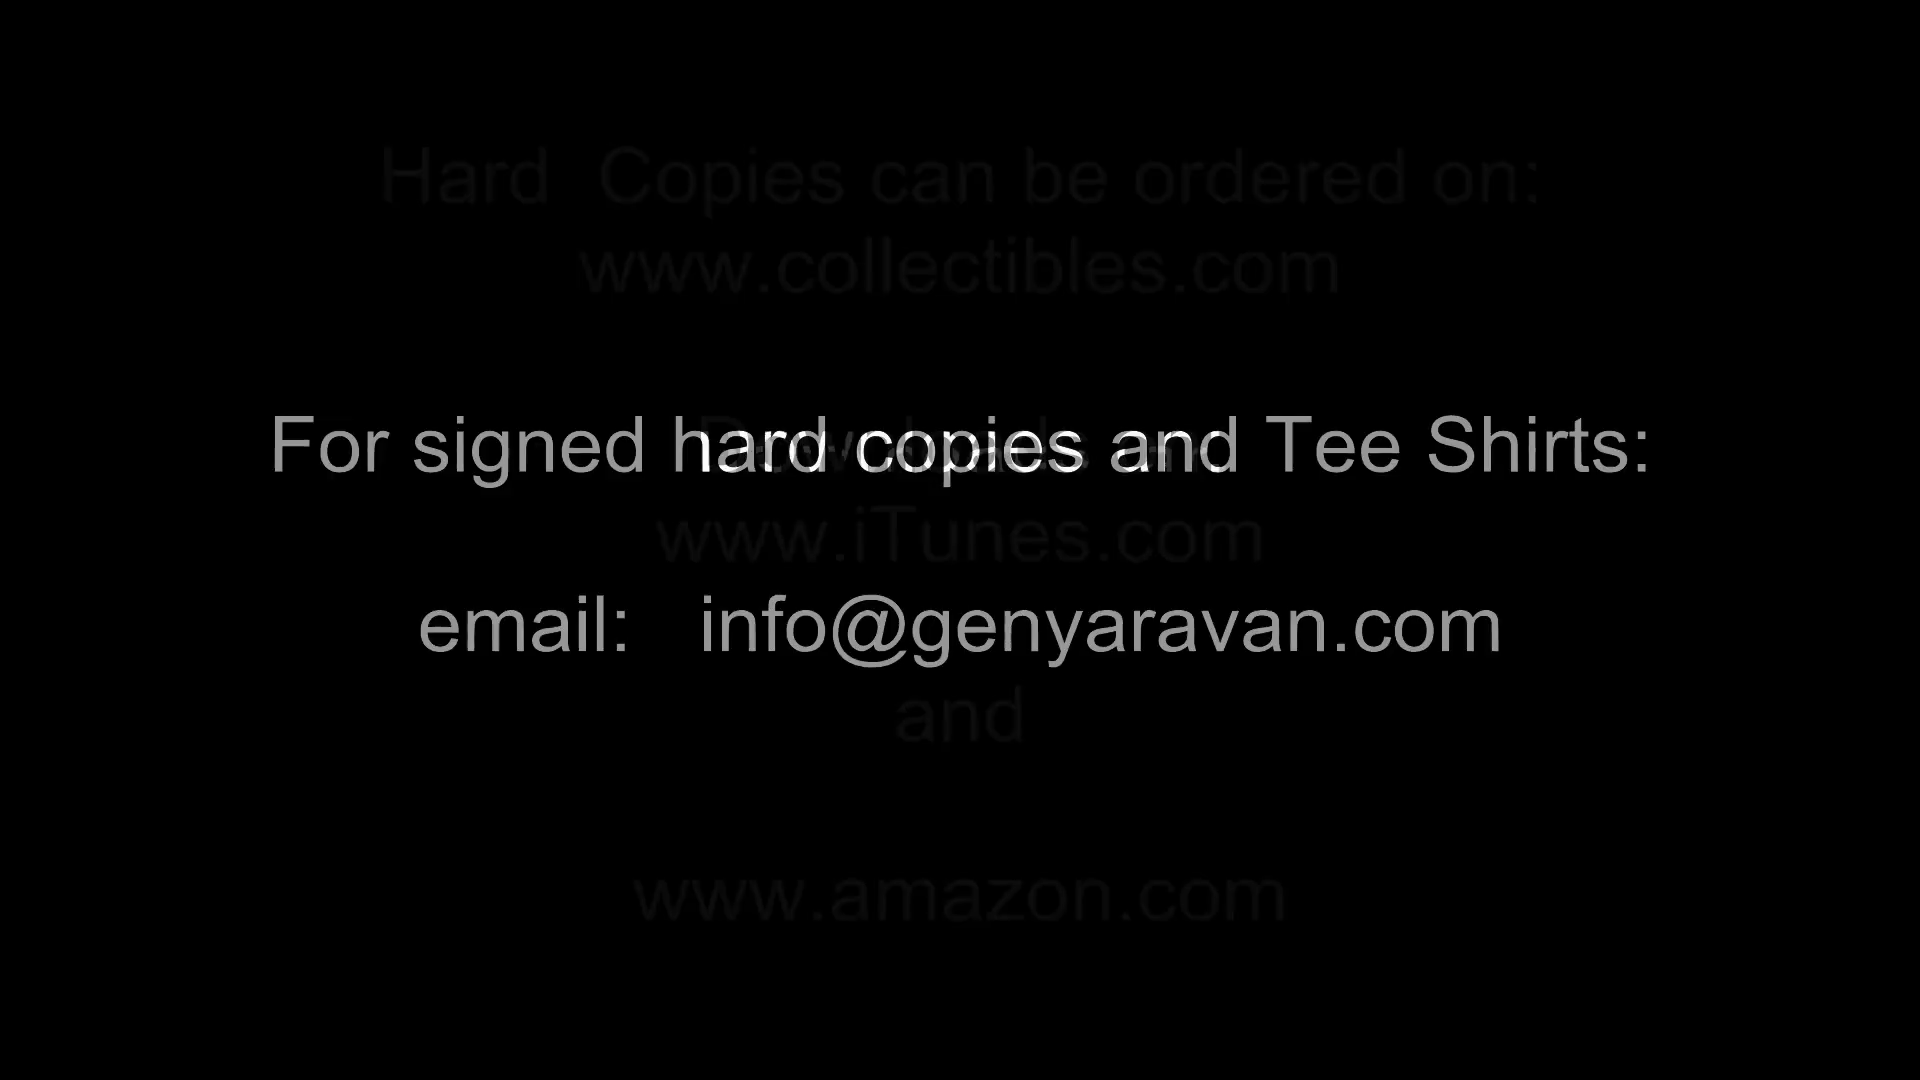 Hard  Copies can be ordered on:
www.collectibles.com
For signed hard copies and Tee Shirts:
www.iTunes.com
email:   info@genyaravan.com
and
www.amazon.com